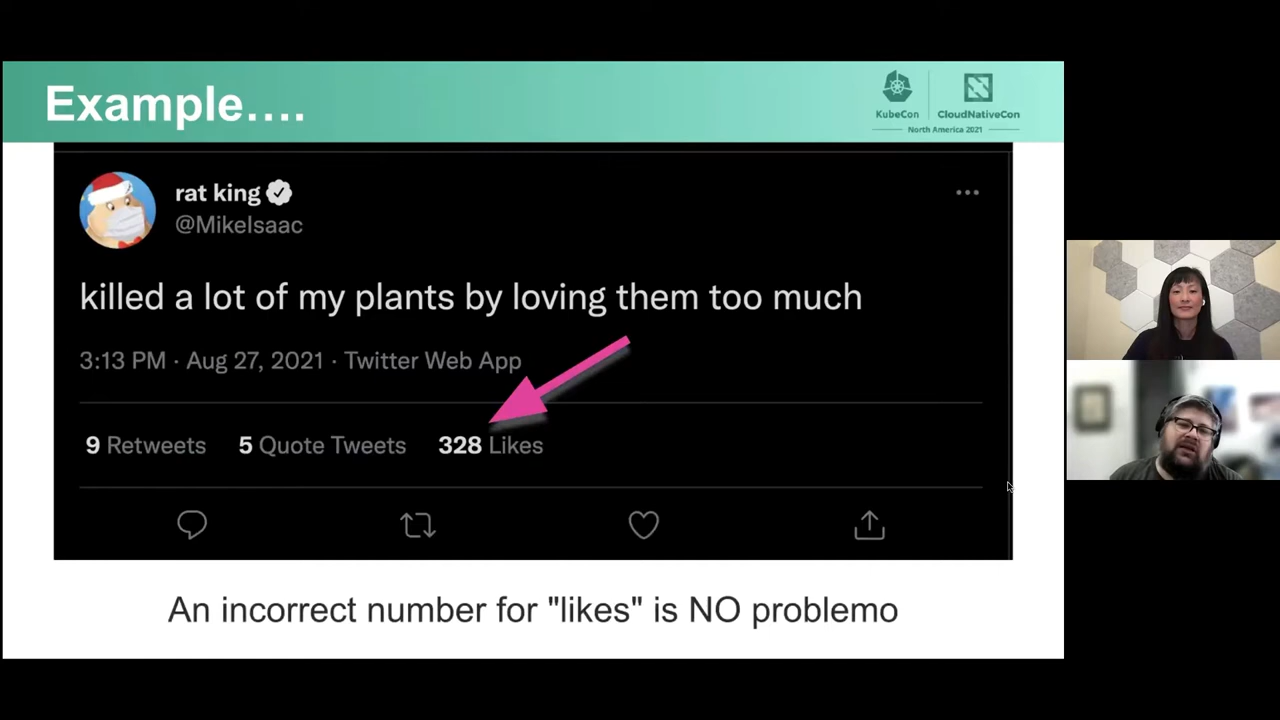 Example....
KubeCon
CloudNativeCon
North America 2021
rat king
@MikeIsaac
killed a lot of my plants by loving them too much
3:13 PM · Aug 27, 2021 · Twitter Web App
9 Retweets 5 Quote Tweets 328 Likes
An incorrect number for "likes" is NO problemo